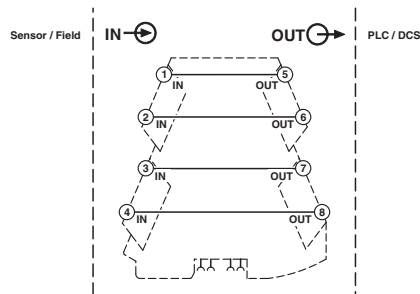 Sensor / Field IN OUT PLC / DCS
1 5
IN OUT
2 6
IN OUT
3 7
IN OUT
4 IN OUT 8